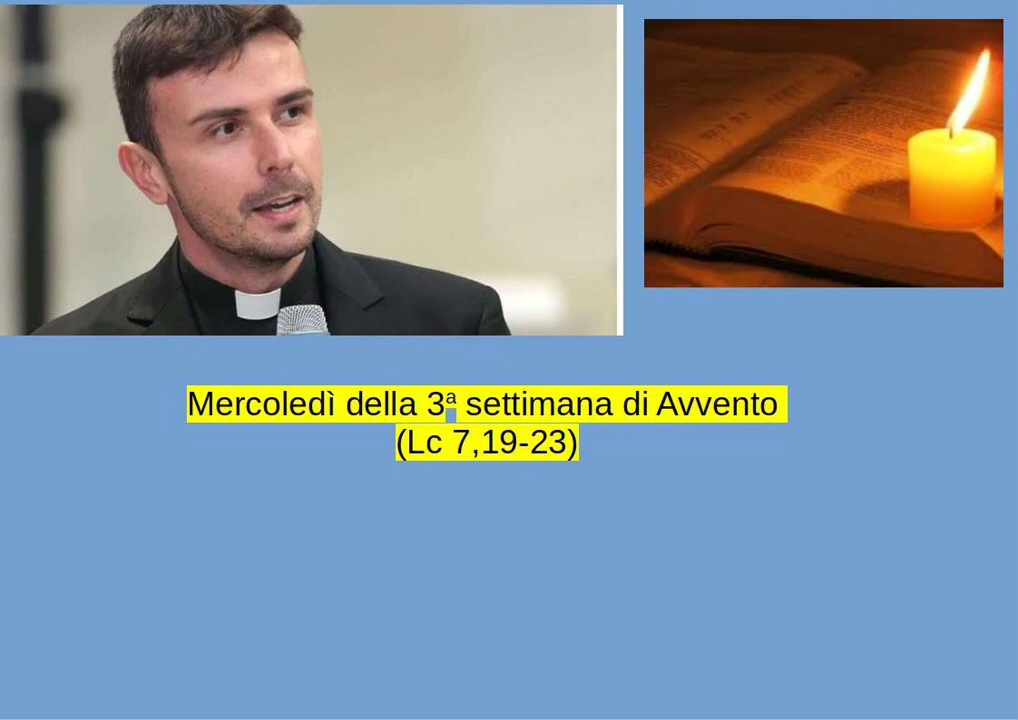 Mercoledì della 3ª settimana di Avvento
(Lc 7,19-23)